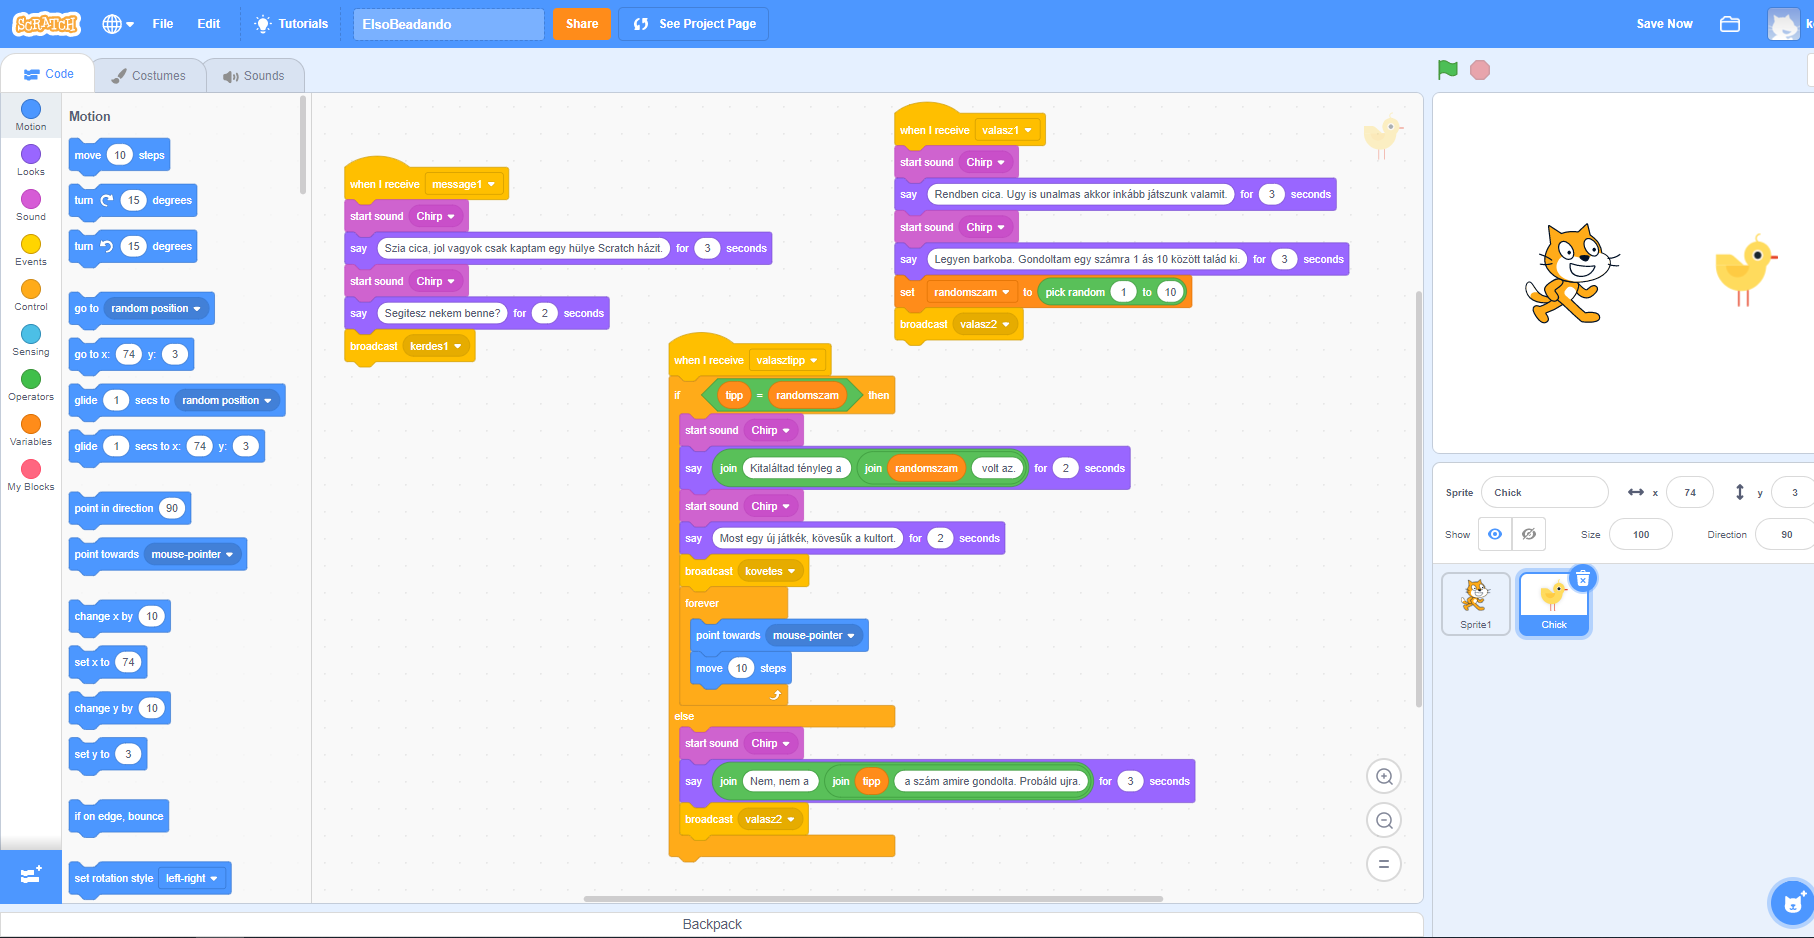 SCRATCH
File
Edit
Tutorials
ElsoBeadando
Share
See Project Page
Save Now
Code
Costumes
Sounds
Motion
Looks
Sound
Events
Control
Sensing
Operators
Variables
My Blocks
Motion
move 10 steps
turn 15 degrees
turn 15 degrees
go to random position
go to x: 74 y: 3
glide 1 secs to random position
glide 1 secs to x: 74 y: 3
point in direction 90
point towards mouse-pointer
change x by 10
set x to 74
change y by 10
set y to 3
if on edge, bounce
set rotation style left-right
when I receive message1
start sound Chirp
say Szia cica, jol vagyok csak kaptam egy hülye Scratch házit. for 3 seconds
start sound Chirp
say Segitesz nekem benne? for 2 seconds
broadcast kerdes1
when I receive valasz1
start sound Chirp
say Rendben cica. Ugy is unalmas akkor inkább játszunk valamit. for 3 seconds
start sound Chirp
say Legyen barkoba. Gondoltam egy számra 1 ás 10 között talád ki. for 3 seconds
set randomszam to pick random 1 to 10
broadcast valasz2
when I receive valasztipp
if tipp = randomszam then
start sound Chirp
say join Kitaláltad tényleg a join randomszam volt az. for 2 seconds
start sound Chirp
say Most egy új játkék, kövesük a kultort. for 2 seconds
broadcast kovetes
forever
point towards mouse-pointer
move 10 steps
else
start sound Chirp
say join Nem, nem a join tipp a szám amire gondolta. Probáld ujra. for 3 seconds
broadcast valasz2
Sprite Chick x 74 y 3
Show Size 100 Direction 90
Sprite1
Chick
Backpack